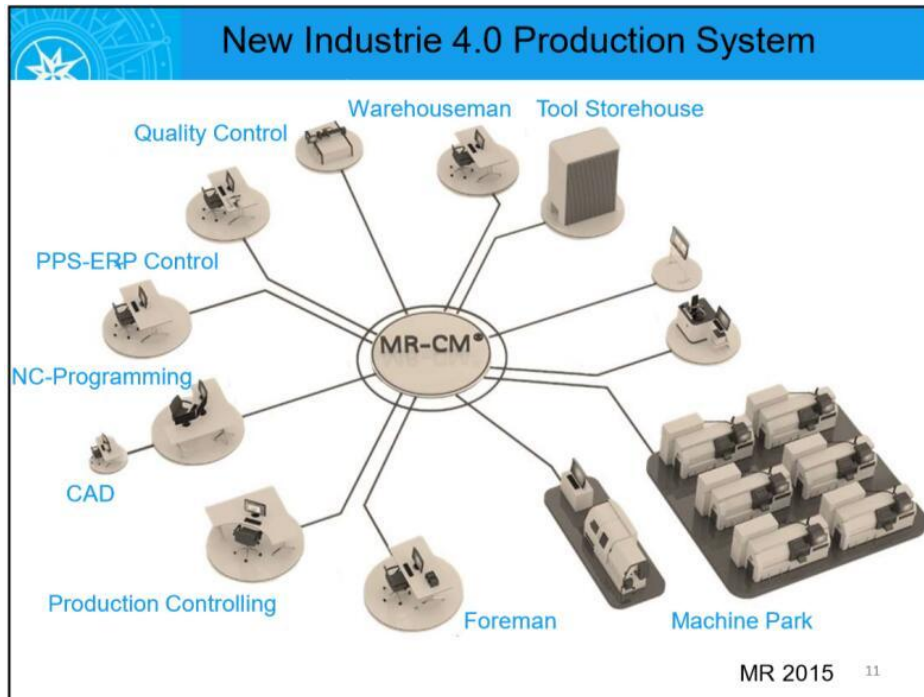 New Industrie 4.0 Production System
Warehouseman
Tool Storehouse
Quality Control
PPS-ERP Control
MR-CM®
NC-Programming
CAD
Production Controlling
Foreman
Machine Park
MR 2015
11